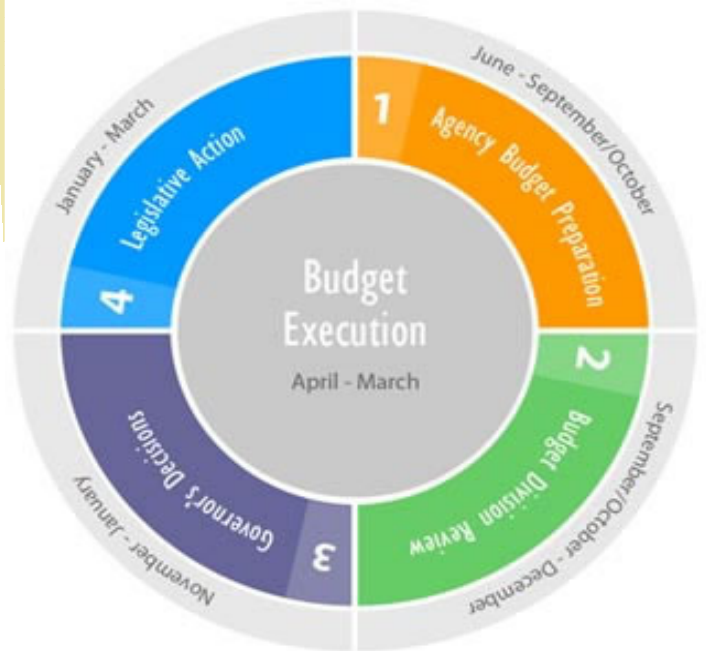 June - September/October
1
Agency Budget Preparation
2
Budget Division Review
September/October - December
3
Governor's Decisions
November - January
4
Legislative Action
January - March
Budget
Execution
April - March